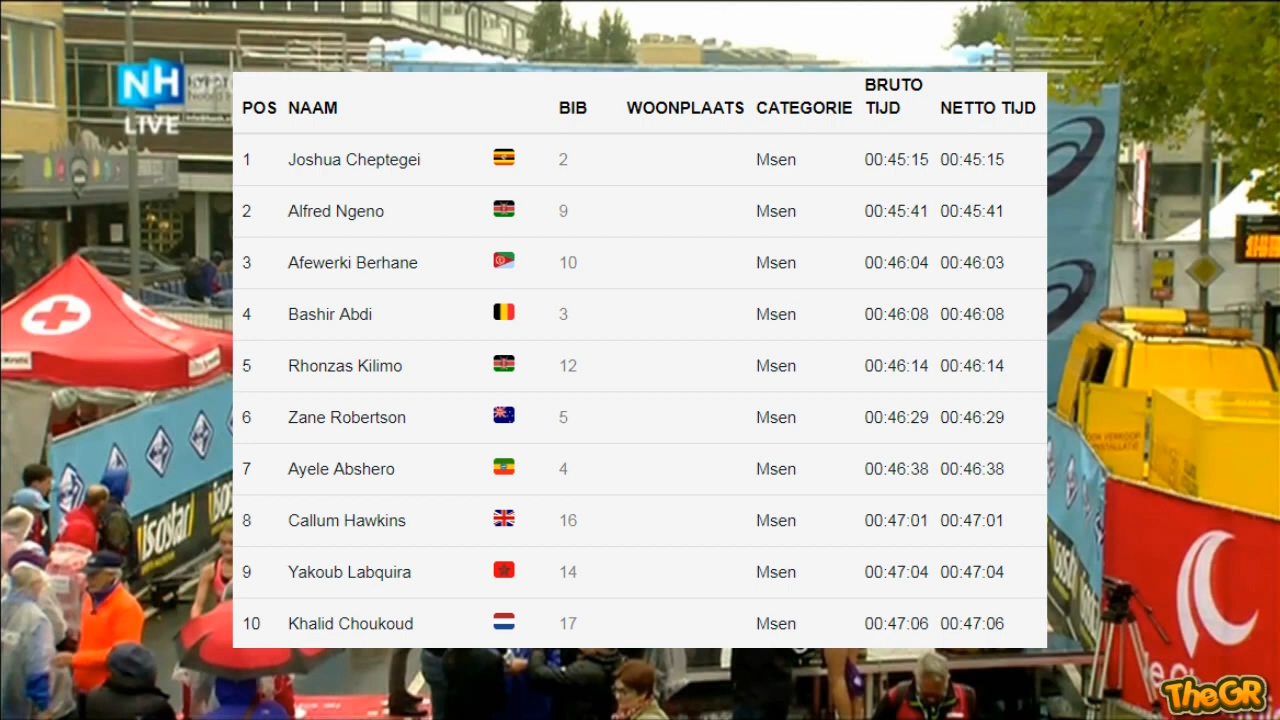 NH
LIVE
BRUTO
POS NAAM BIB WOONPLAATS CATEGORIE TIJD NETTO TIJD
1 Joshua Cheptegei 2 Msen 00:45:15 00:45:15
2 Alfred Ngeno 9 Msen 00:45:41 00:45:41
3 Afewerki Berhane 10 Msen 00:46:04 00:46:03
4 Bashir Abdi 3 Msen 00:46:08 00:46:08
5 Rhonzas Kilimo 12 Msen 00:46:14 00:46:14
6 Zane Robertson 5 Msen 00:46:29 00:46:29
7 Ayele Abshero 4 Msen 00:46:38 00:46:38
8 Callum Hawkins 16 Msen 00:47:01 00:47:01
9 Yakoub Labquira 14 Msen 00:47:04 00:47:04
10 Khalid Choukoud 17 Msen 00:47:06 00:47:06
isostar
isostar
TheGR